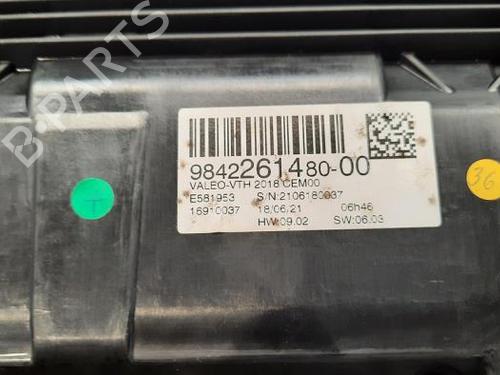 B-PARTS
9842261480-00
VALEO-VTH 2018 CEM00
E581953 S/N:2106180037
16910037 18/06/21 06h46
HW:09.02 SW:06.03
T
36